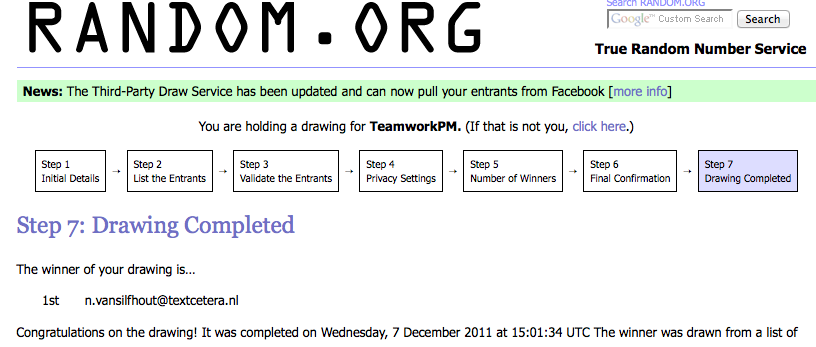 Search RANDOM.ORG
RANDOM.ORG
Google™ Custom Search Search
True Random Number Service
News: The Third-Party Draw Service has been updated and can now pull your entrants from Facebook [more info]
You are holding a drawing for TeamworkPM. (If that is not you, click here.)
Step 1 Step 2 Step 3 Step 4 Step 5 Step 6 Step 7
Initial Details → List the Entrants → Validate the Entrants → Privacy Settings → Number of Winners → Final Confirmation → Drawing Completed
Step 7: Drawing Completed
The winner of your drawing is...
1st n.vansilfhout@textcetera.nl
Congratulations on the drawing! It was completed on Wednesday, 7 December 2011 at 15:01:34 UTC The winner was drawn from a list of